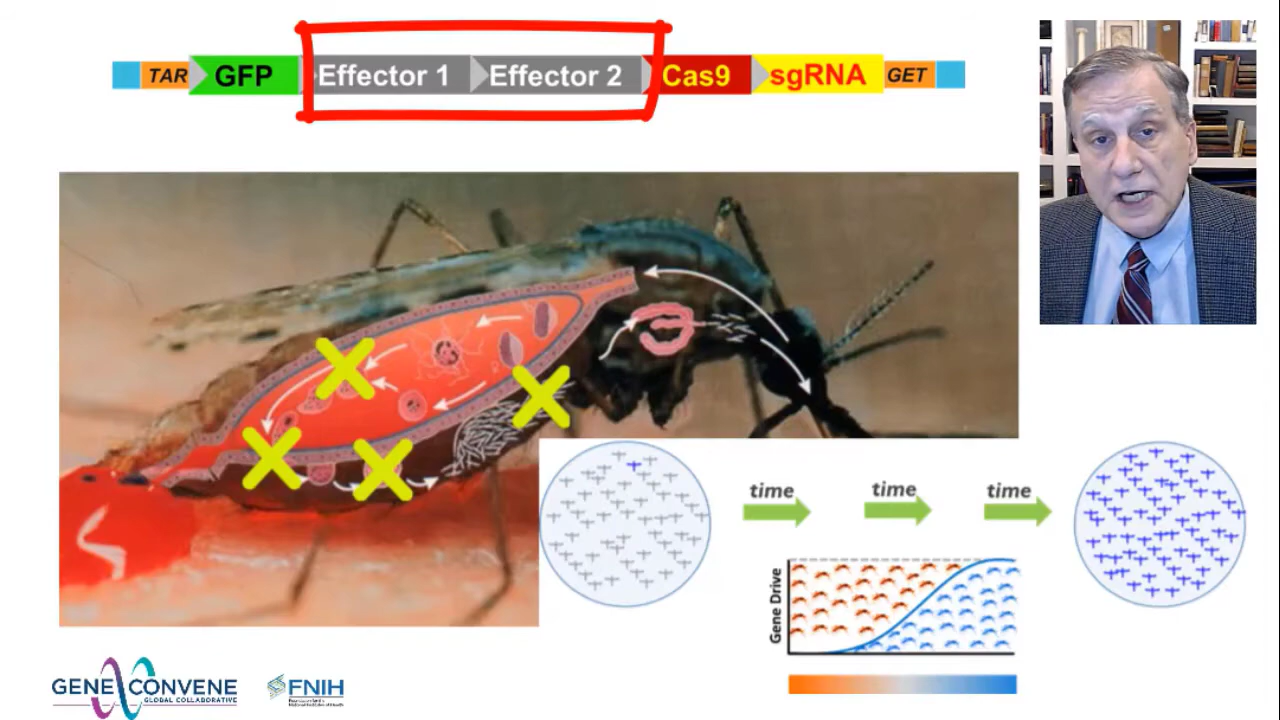 TAR GFP Effector 1 Effector 2 Cas9 sgRNA GET
time time time
Gene Drive
GENE CONVENE
GLOBAL COLLABORATIVE
FNIH